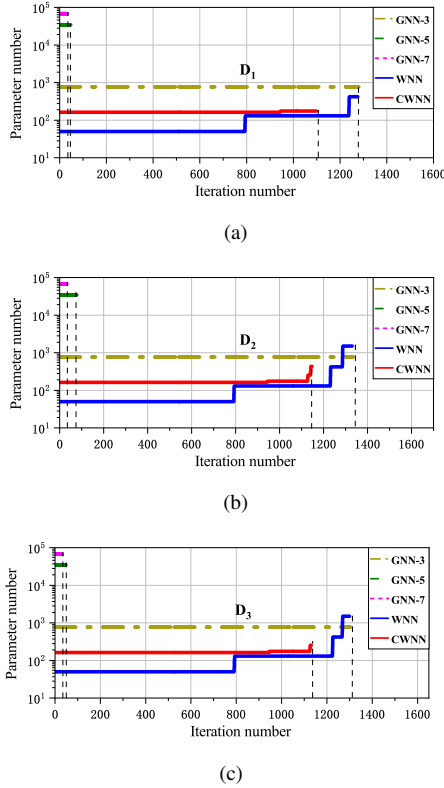 10^5
10^4
10^3
10^2
10^1
Parameter number
D_1
GNN-3
GNN-5
GNN-7
WNN
CWNN
0 200 400 600 800 1000 1200 1400 1600
Iteration number
(a)
10^5
10^4
10^3
10^2
10^1
Parameter number
D_2
GNN-3
GNN-5
GNN-7
WNN
CWNN
0 200 400 600 800 1000 1200 1400 1600
Iteration number
(b)
10^5
10^4
10^3
10^2
10^1
Parameter number
D_3
GNN-3
GNN-5
GNN-7
WNN
CWNN
0 200 400 600 800 1000 1200 1400 1600
Iteration number
(c)